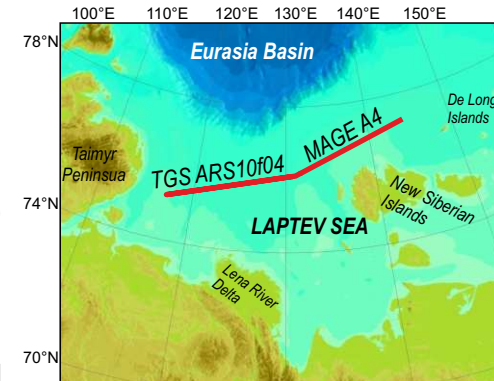 100°E 110°E 120°E 130°E 140°E 150°E
78°N
Eurasia Basin
De Long
Islands
MAGE A4
Taimyr
Peninsua
TGS ARS10f04
74°N
New Siberian
Islands
LAPTEV SEA
Lena River
Delta
70°N